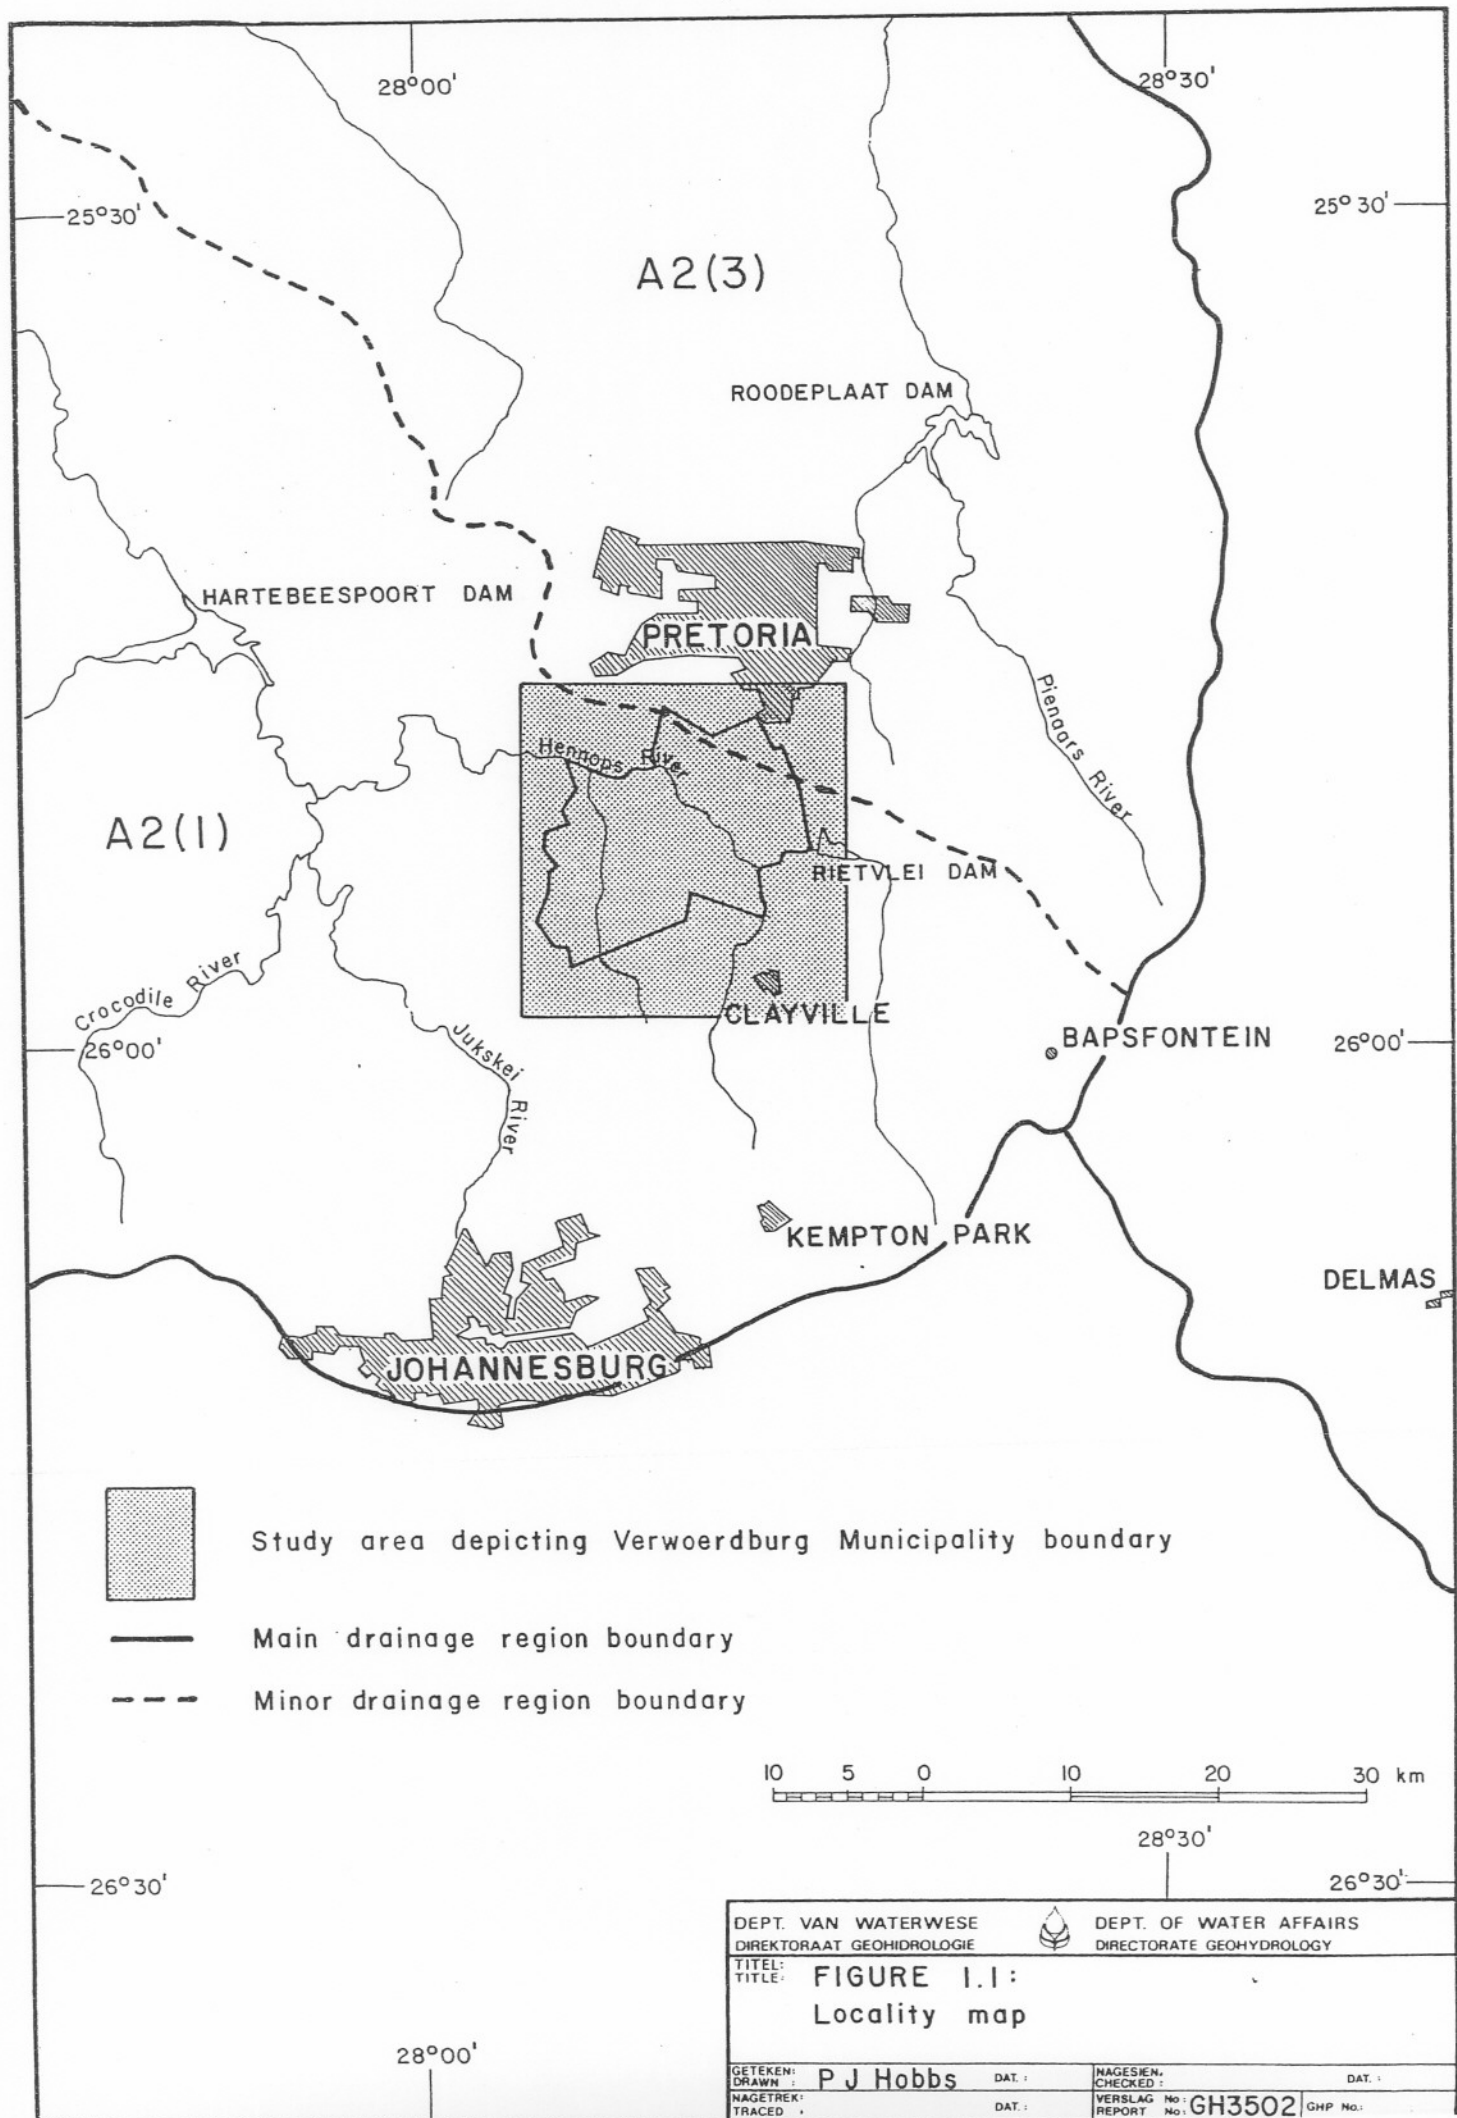 28°00'
28°30'
25°30'
25°30'
A2(3)
ROODEPLAAT DAM
HARTEBEESPOORT DAM
PRETORIA
Pienaars River
Hennops River
A2(1)
RIETVLEI DAM
Crocodile River
CLAYVILLE
Jukskei River
26°00'
BAPSFONTEIN
26°00'
KEMPTON PARK
DELMAS
JOHANNESBURG
Study area depicting Verwoerdburg Municipality boundary
Main drainage region boundary
Minor drainage region boundary
10 5 0 10 20 30 km
28°30'
26°30'
26°30'
DEPT. VAN WATERWESE
DIREKTORAAT GEOHIDROLOGIE
DEPT. OF WATER AFFAIRS
DIRECTORATE GEOHYDROLOGY
TITEL:
TITLE:
FIGURE 1.1:
Locality map
28°00'
GETEKEN:
DRAWN :
P J Hobbs
DAT. :
NAGESIEN.
CHECKED :
DAT. :
NAGETREK:
TRACED .
DAT. :
VERSLAG No:
REPORT No:
GH3502
GHP No.: